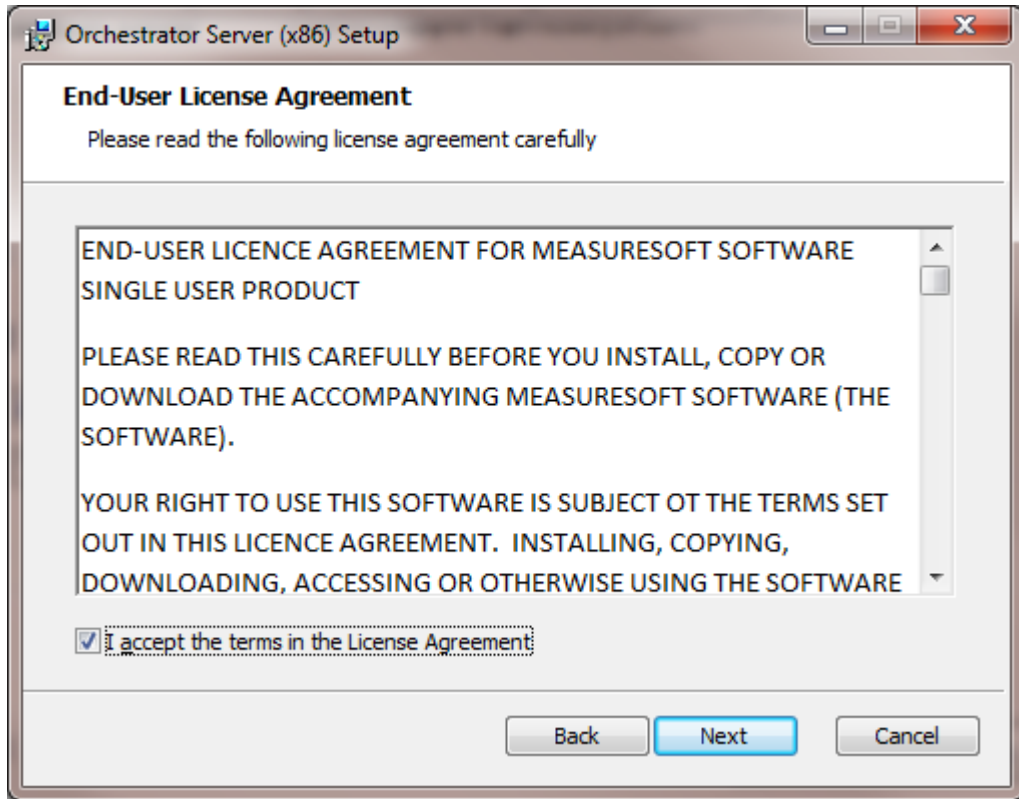 Orchestrator Server (x86) Setup
End-User License Agreement
Please read the following license agreement carefully
END-USER LICENCE AGREEMENT FOR MEASURESOFT SOFTWARE
SINGLE USER PRODUCT
PLEASE READ THIS CAREFULLY BEFORE YOU INSTALL, COPY OR
DOWNLOAD THE ACCOMPANYING MEASURESOFT SOFTWARE (THE
SOFTWARE).
YOUR RIGHT TO USE THIS SOFTWARE IS SUBJECT OT THE TERMS SET
OUT IN THIS LICENCE AGREEMENT.  INSTALLING, COPYING,
DOWNLOADING, ACCESSING OR OTHERWISE USING THE SOFTWARE
I accept the terms in the License Agreement
Back Next Cancel